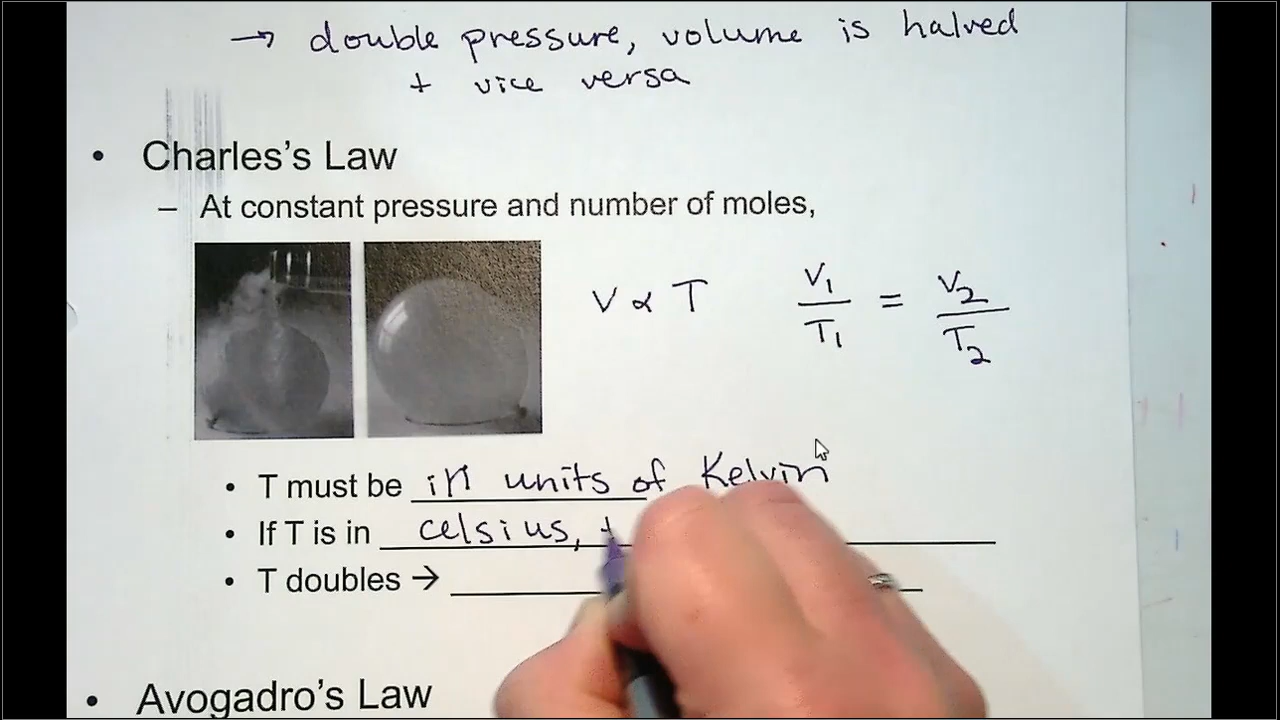 → double pressure, volume is halved
+ vice versa
• Charles's Law
– At constant pressure and number of moles,
V ∝ T V₁/T₁ = V₂/T₂
• T must be in units of Kelvin
• If T is in celsius,
• T doubles →
• Avogadro's Law